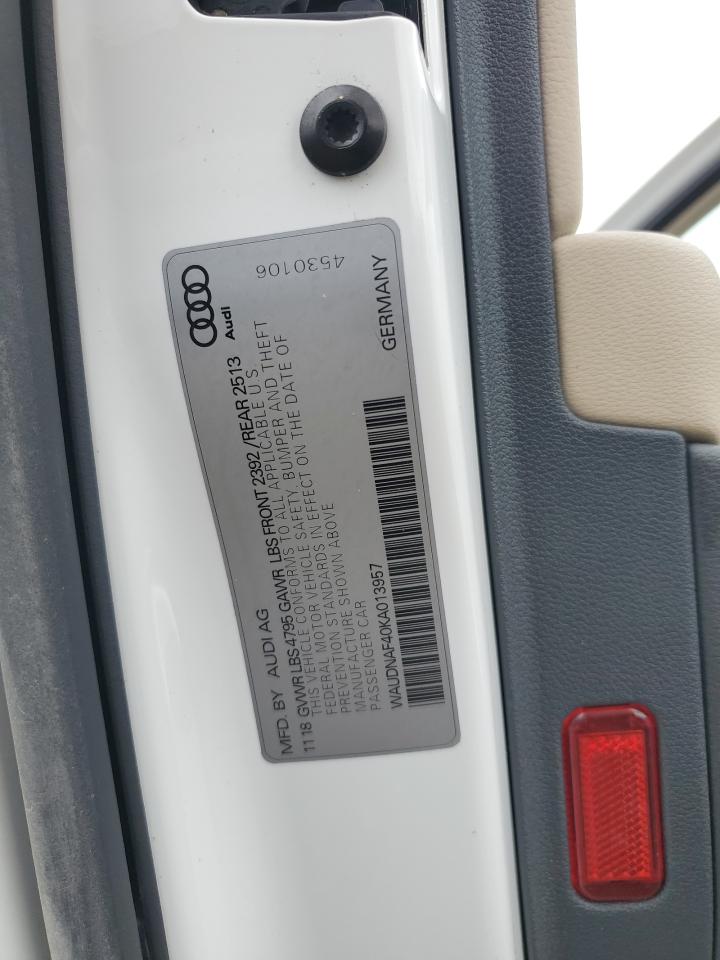 Audi
4530106
MFD. BY AUDI AG
11 18 GVWR LBS 4795 GAWR LBS FRONT 2392 / REAR 2513
THIS VEHICLE CONFORMS TO ALL APPLICABLE U.S.
FEDERAL MOTOR VEHICLE SAFETY, BUMPER AND THEFT
PREVENTION STANDARDS IN EFFECT ON THE DATE OF
MANUFACTURE SHOWN ABOVE
PASSENGER CAR
WAUDNAF40KA013957
GERMANY